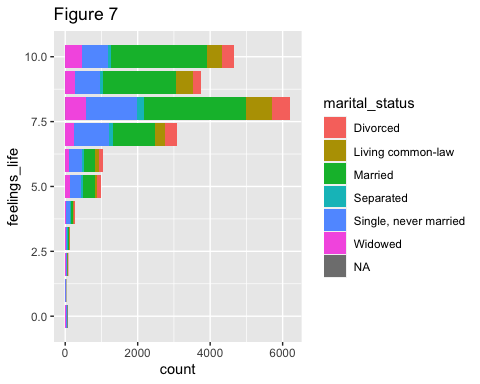 Figure 7
feelings_life
10.0
7.5
5.0
2.5
0.0
0
2000
4000
6000
count
marital_status
Divorced
Living common-law
Married
Separated
Single, never married
Widowed
NA